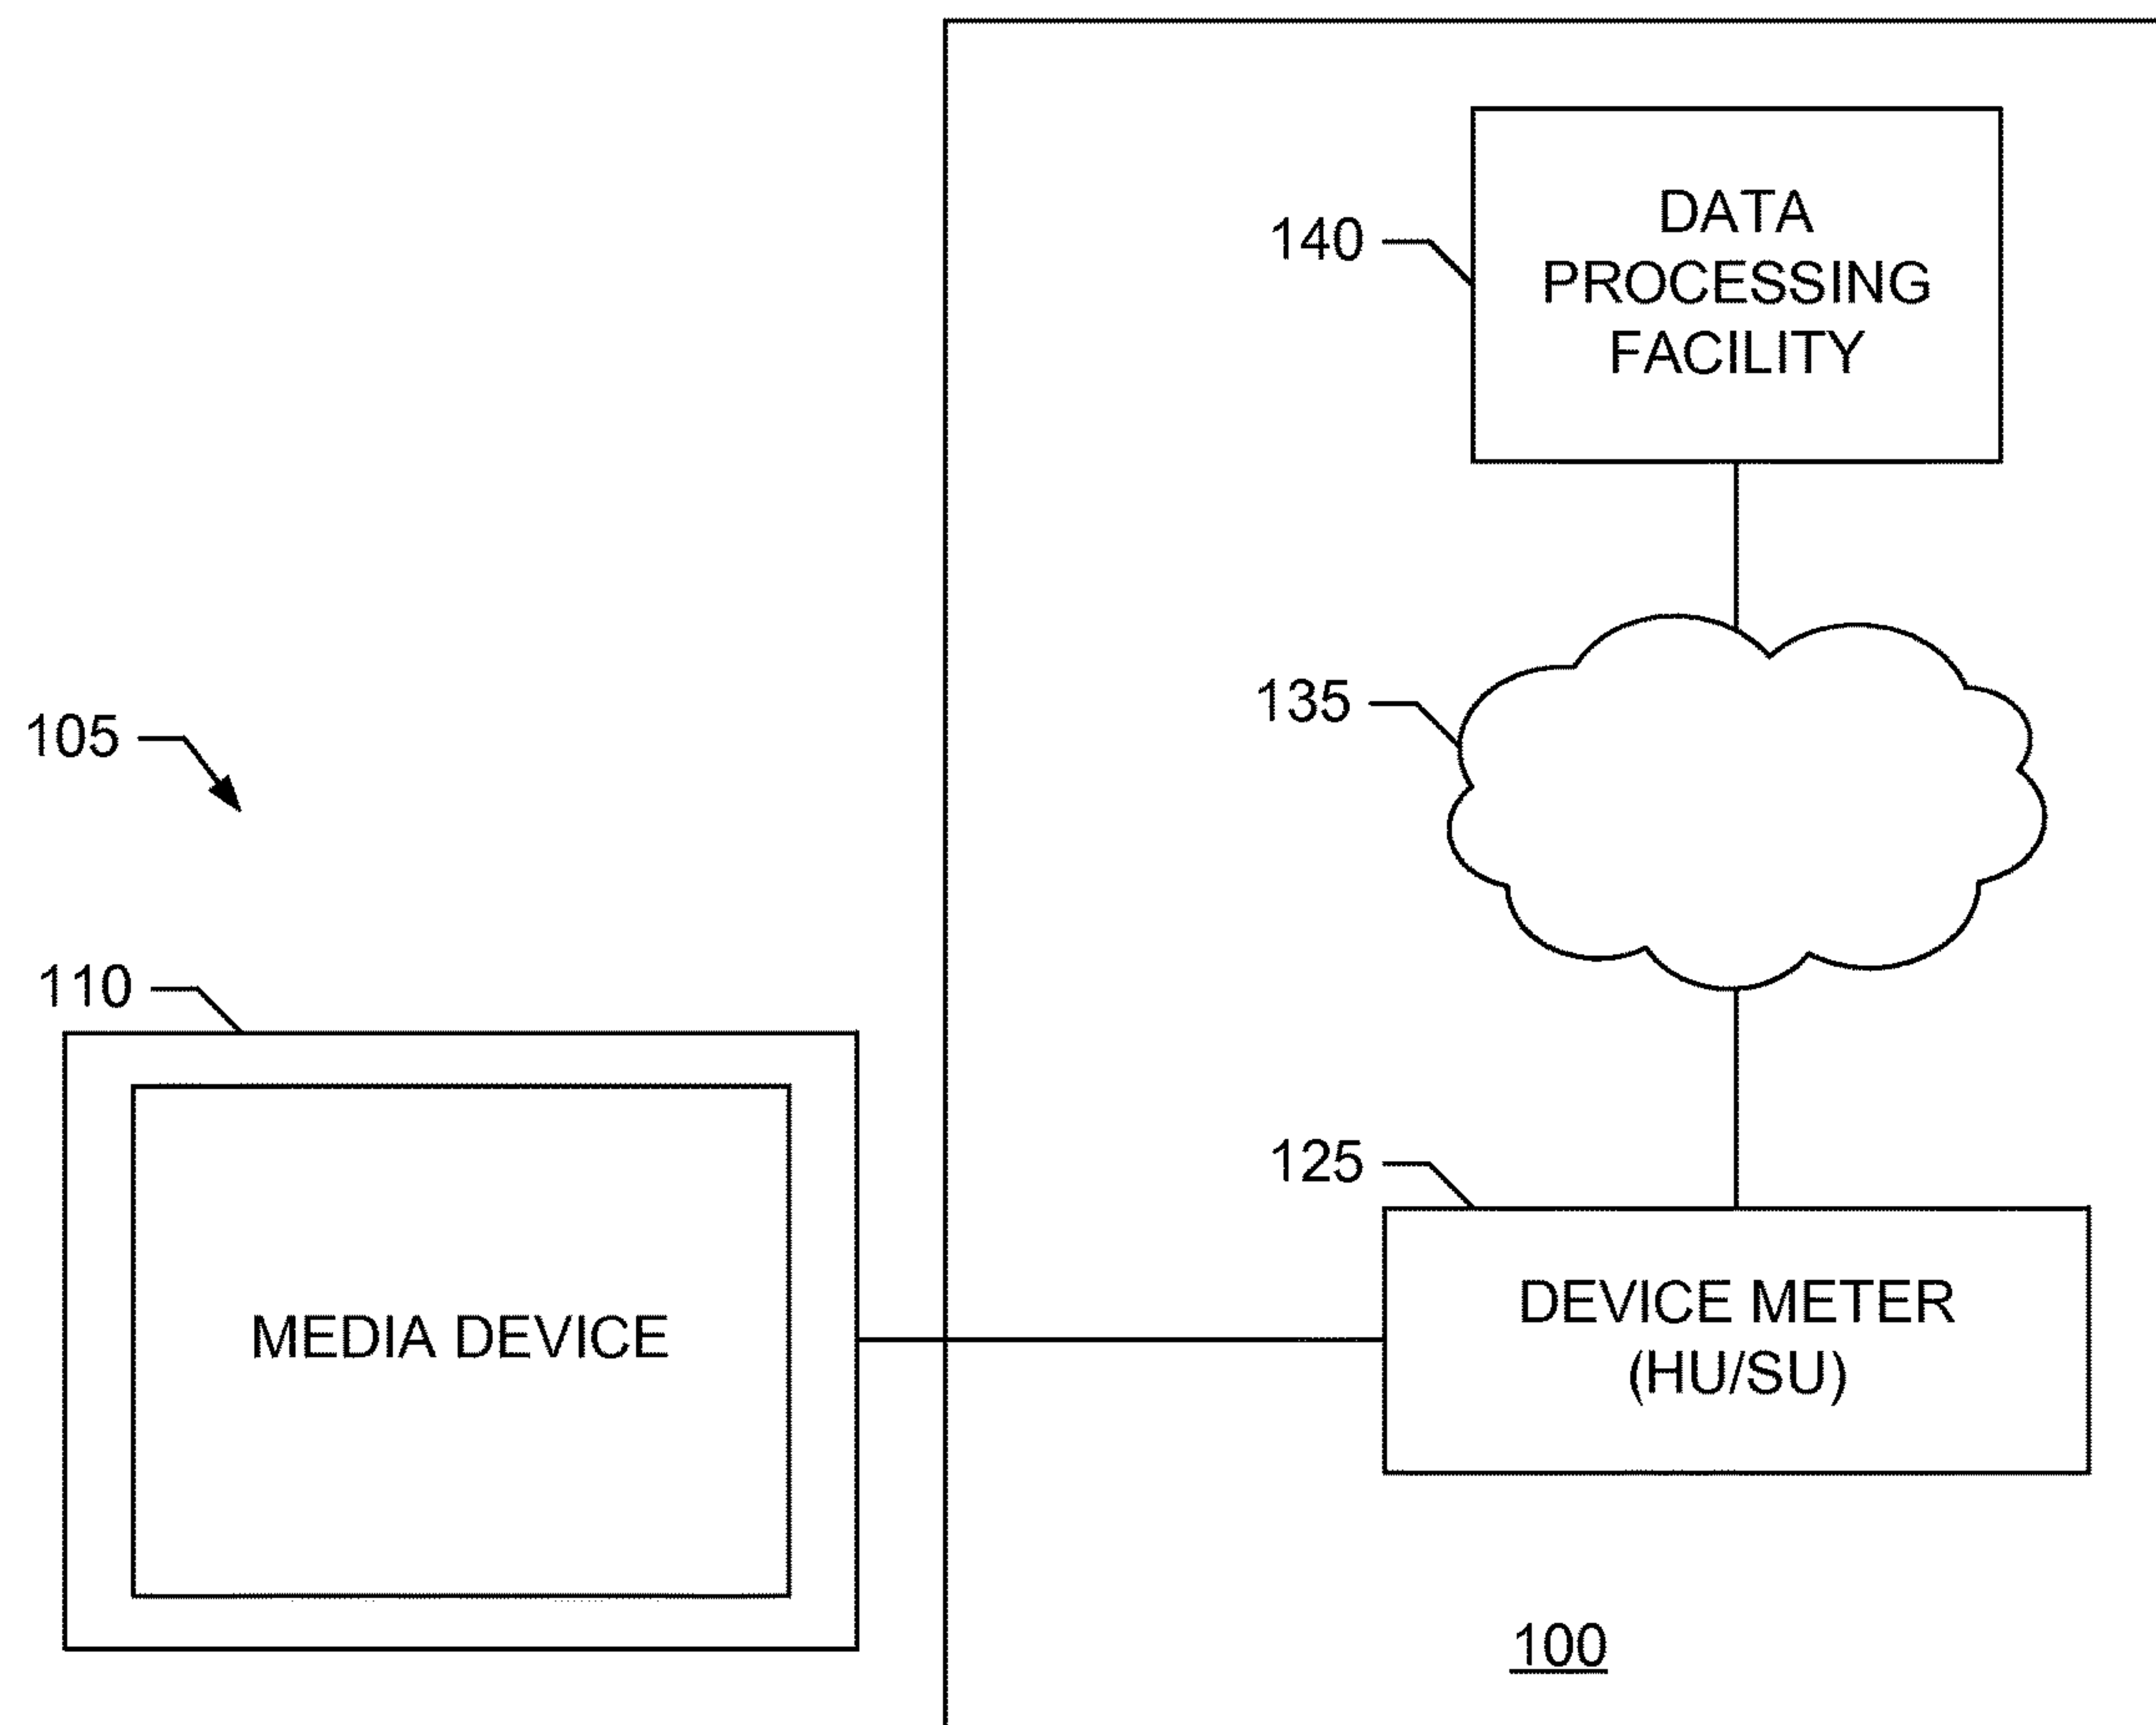 140
DATA
PROCESSING
FACILITY
135
105
110
MEDIA DEVICE
125
DEVICE METER
(HU/SU)
100